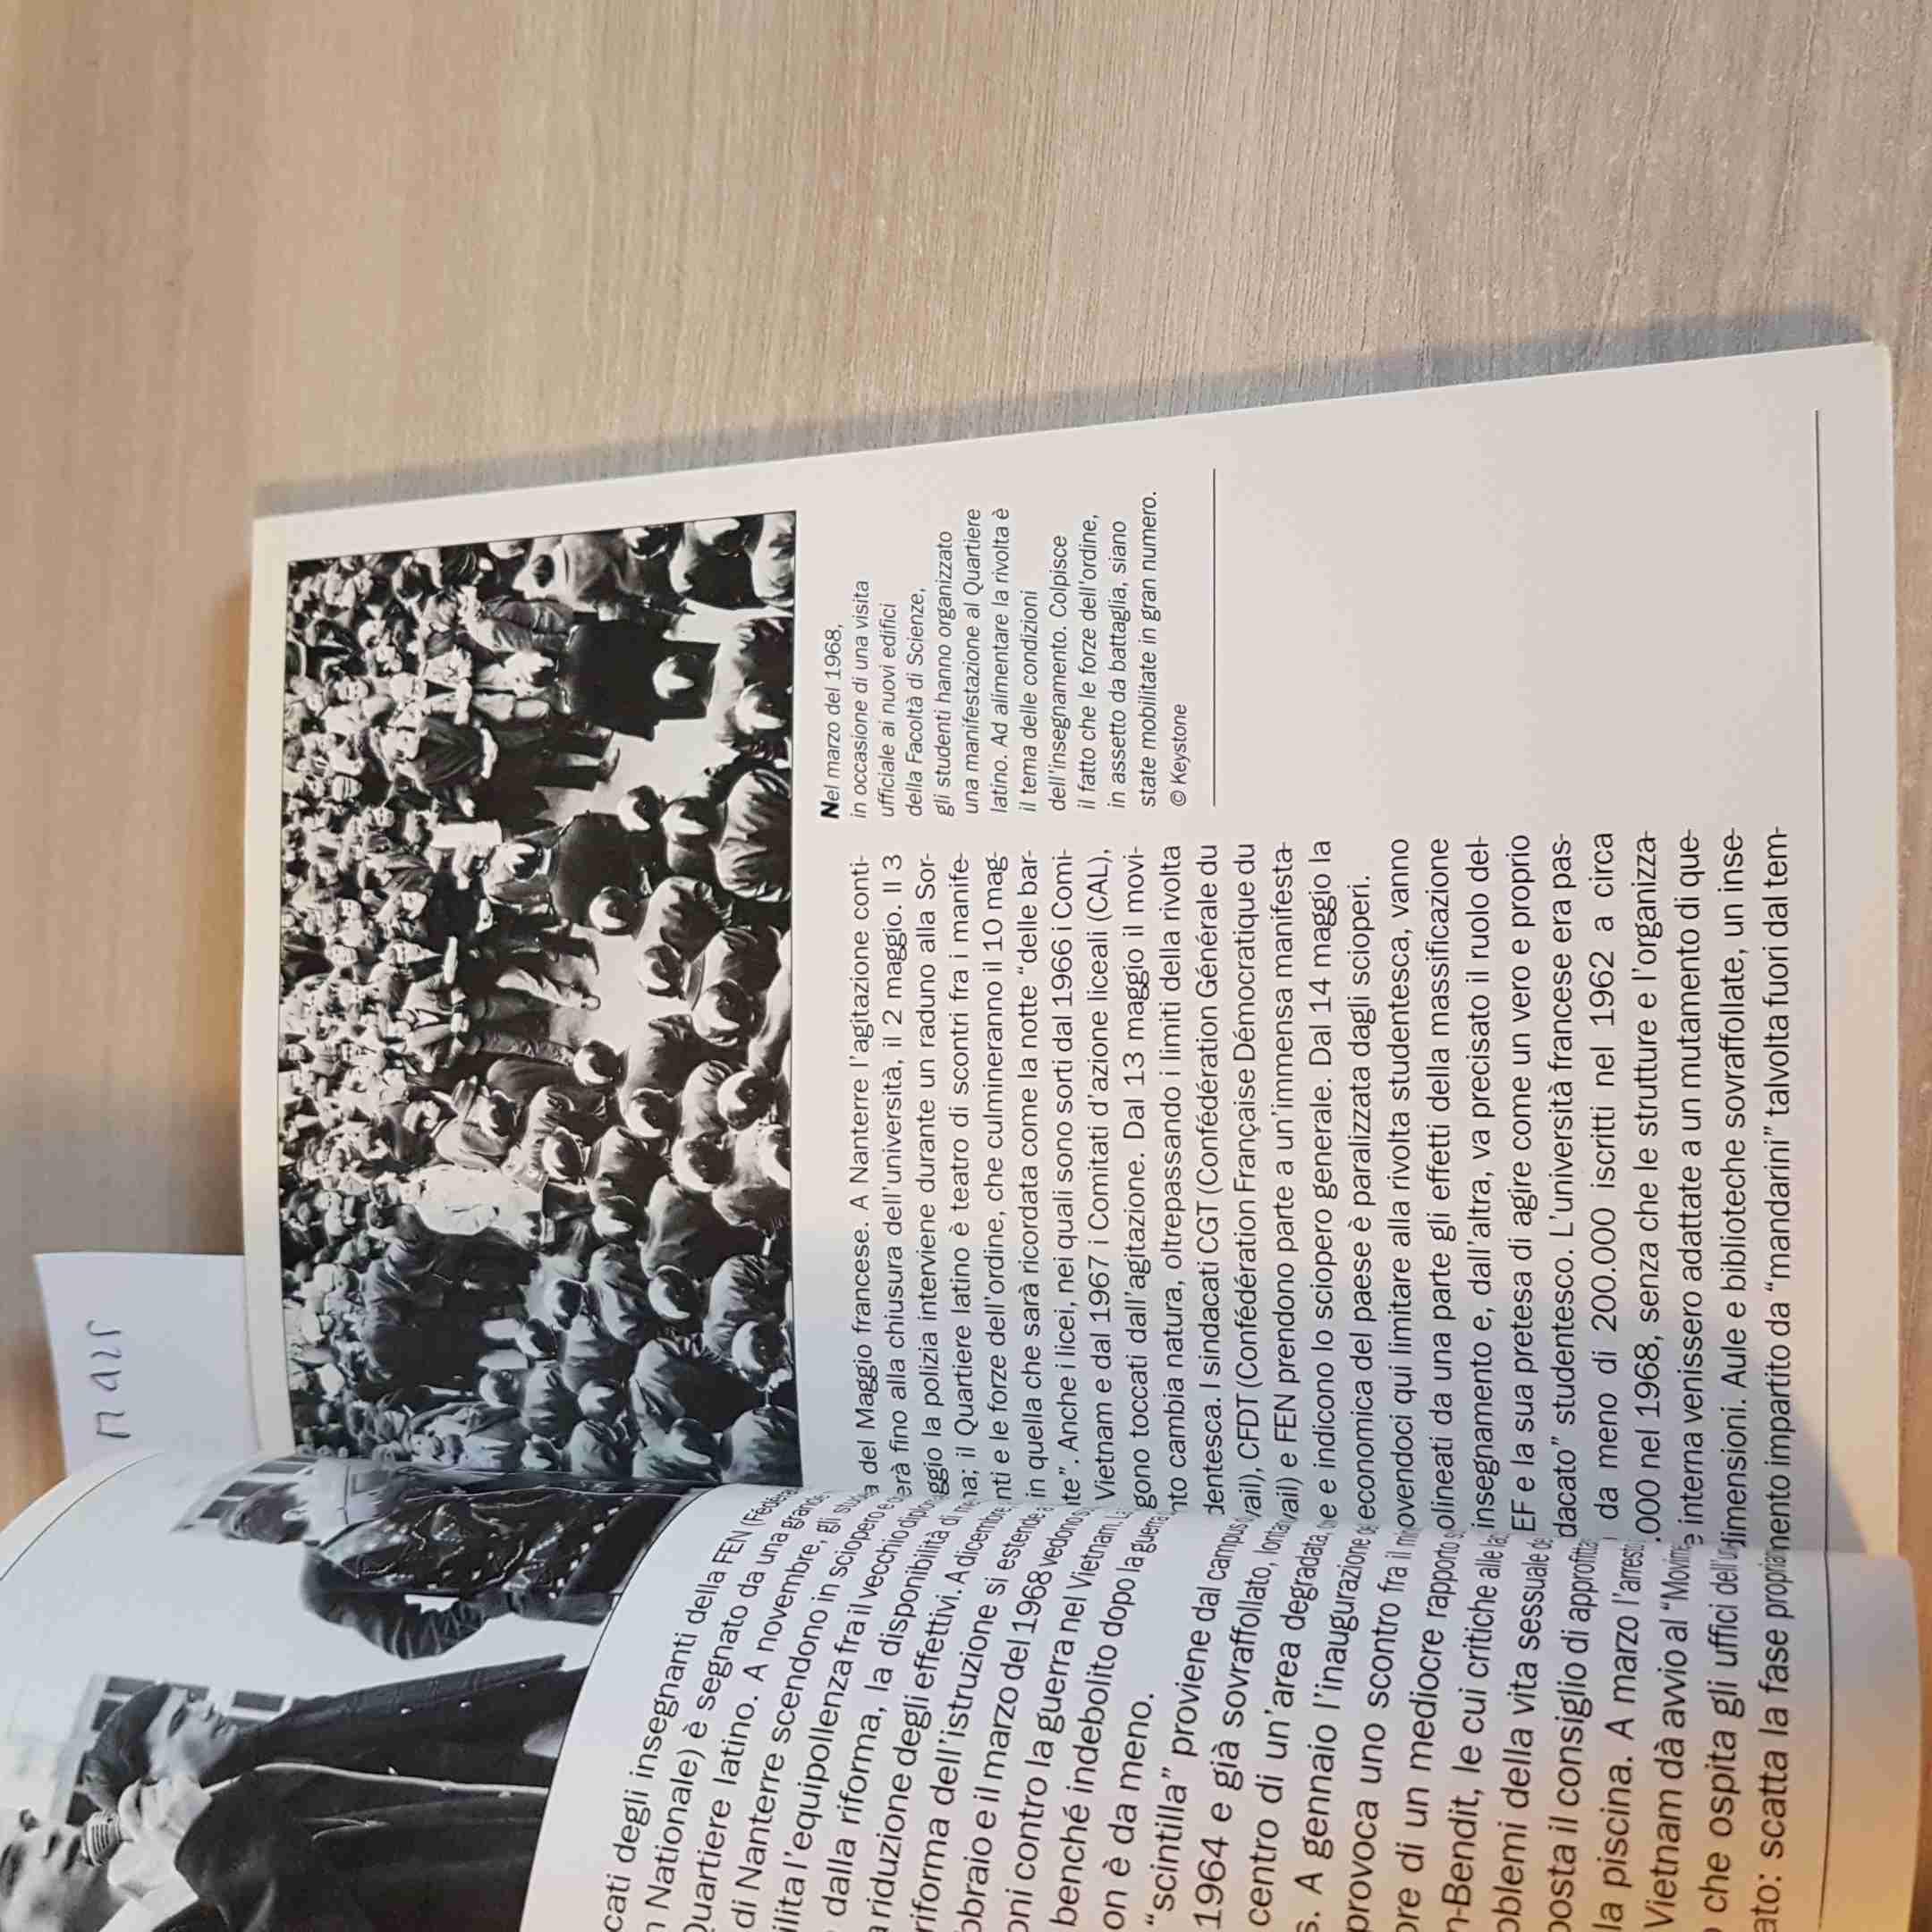 cati degli insegnanti della FEN
Nationale) è segnato da una grande
Quartiere latino. A novembre, gli
di Nanterre scendono in sciopero
l'equipollenza fra il vecchio
dalla riforma, la disponibilità di
riduzione degli effettivi. A dicembre
riforma dell'istruzione si estende
e il marzo del 1968 vedono
contro la guerra nel Vietnam.
benché indebolito dopo la guerra
on è da meno.
“scintilla” proviene dal campus
1964 e già sovraffollato,
centro di un'area degradata
s. A gennaio l'inaugurazione
provoca uno scontro fra il
re di un mediocre rapporto
n-Bendit, le cui critiche alle
oblemi della vita sessuale
posta il consiglio di
la piscina. A marzo l'arresto
Vietnam dà avvio al “Movime
che ospita gli uffici dell'
ato: scatta la fase propria
mar
del Maggio francese. A Nanterre l'agitazione conti-
erà fino alla chiusura dell'università, il 2 maggio. Il 3
ggio la polizia interviene durante un raduno alla Sor-
na; il Quartiere latino è teatro di scontri fra i manife-
nti e le forze dell'ordine, che culmineranno il 10 mag-
in quella che sarà ricordata come la notte “delle bar-
te”. Anche i licei, nei quali sono sorti dal 1966 i Comi-
Vietnam e dal 1967 i Comitati d'azione liceali (CAL),
gono toccati dall'agitazione. Dal 13 maggio il movi-
nto cambia natura, oltrepassando i limiti della rivolta
dentesca. I sindacati CGT (Confédération Générale du
vail), CFDT (Confédération Française Démocratique du
vail) e FEN prendono parte a un'immensa manifesta-
e e indicono lo sciopero generale. Dal 14 maggio la
economica del paese è paralizzata dagli scioperi.
ovendoci qui limitare alla rivolta studentesca, vanno
olineati da una parte gli effetti della massificazione
insegnamento e, dall'altra, va precisato il ruolo del-
EF e la sua pretesa di agire come un vero e proprio
dacato” studentesco. L'università francese era pas-
da meno di 200.000 iscritti nel 1962 a circa
.000 nel 1968, senza che le strutture e l'organizza-
e interna venissero adattate a un mutamento di que-
dimensioni. Aule e biblioteche sovraffollate, un inse-
mento impartito da “mandarini” talvolta fuori dal tem-
Nel marzo del 1968,
in occasione di una visita
ufficiale ai nuovi edifici
della Facoltà di Scienze,
gli studenti hanno organizzato
una manifestazione al Quartiere
latino. Ad alimentare la rivolta è
il tema delle condizioni
dell'insegnamento. Colpisce
il fatto che le forze dell'ordine,
in assetto da battaglia, siano
state mobilitate in gran numero.
© Keystone